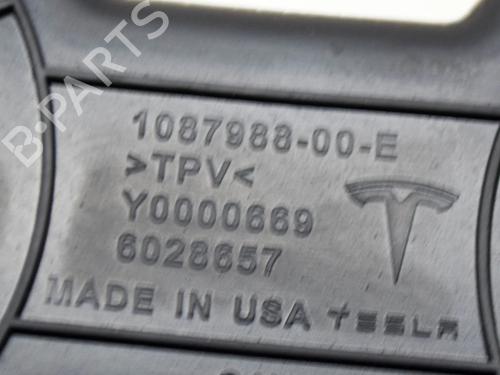 B-PARTS
1087988-00-E
>TPV<
Y0000669
6028657
MADE IN USA TESLA